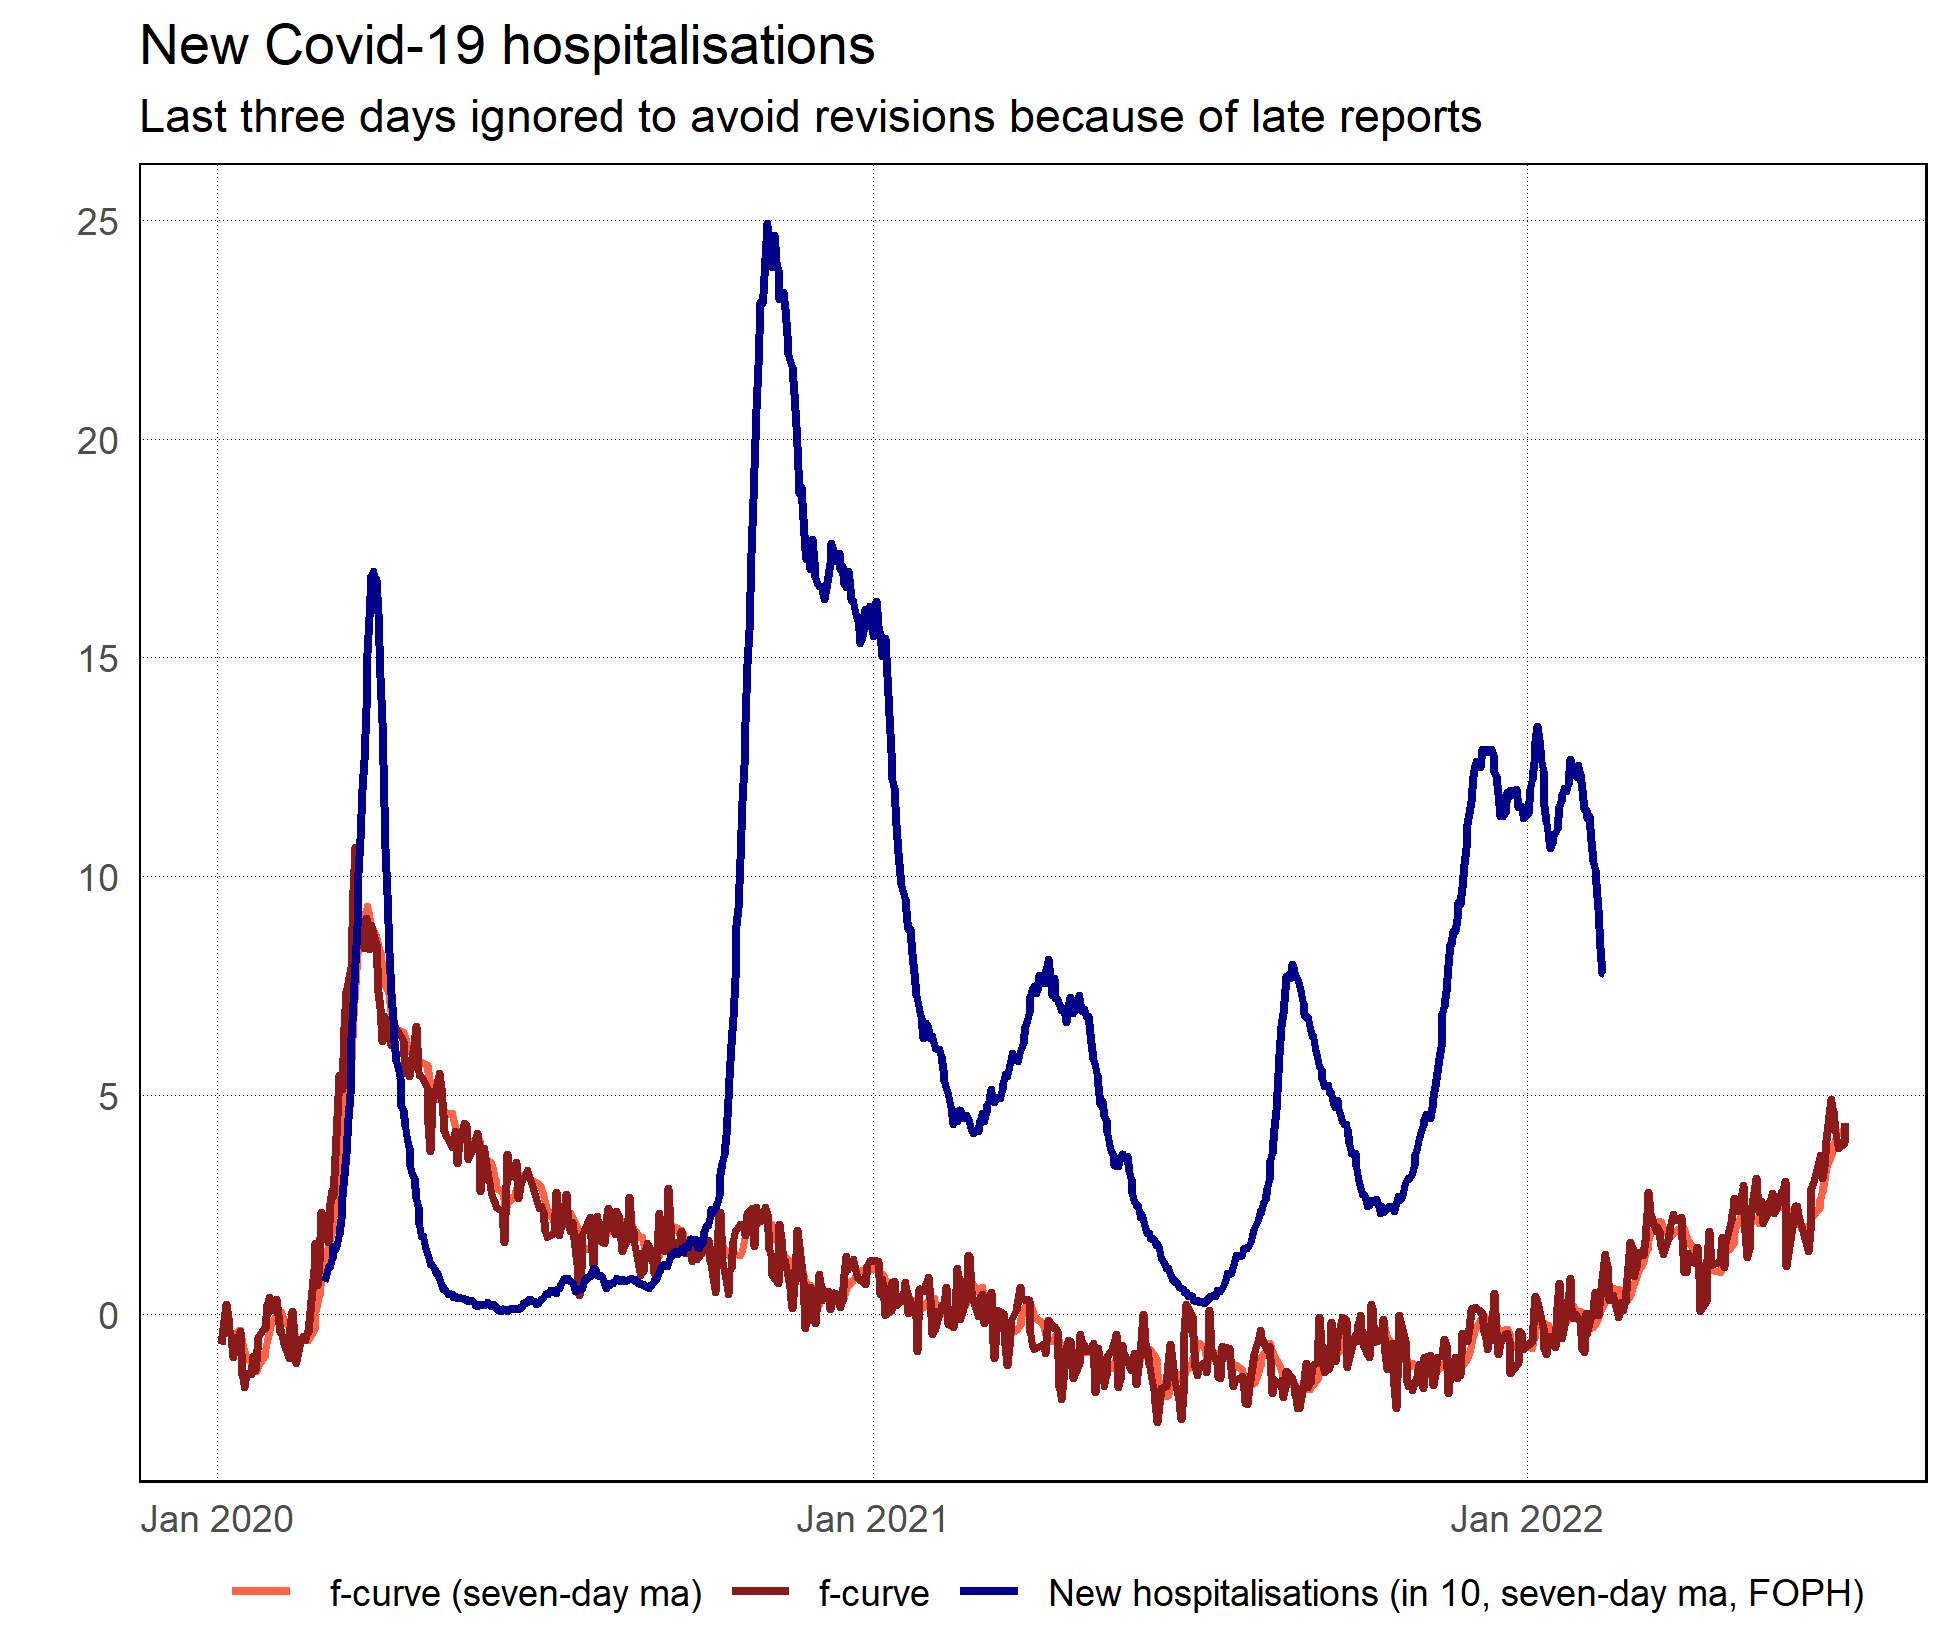 New Covid-19 hospitalisations
Last three days ignored to avoid revisions because of late reports
25
20
15
10
5
0
Jan 2020 Jan 2021 Jan 2022
f-curve (seven-day ma) f-curve New hospitalisations (in 10, seven-day ma, FOPH)